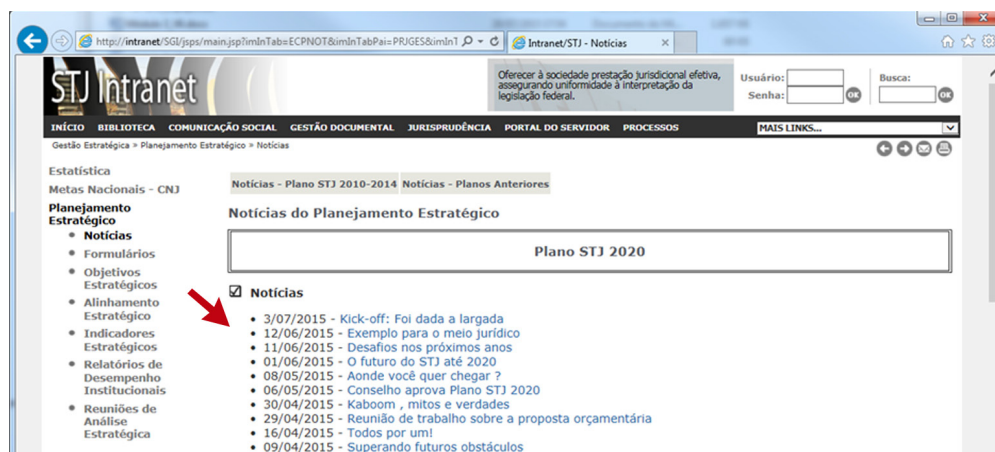 http://intranet/SGI/jsps/main.jsp?imInTab=ECPNOT&imInTabPai=PRJGES&imIn1
Intranet/STJ - Notícias
STJ Intranet
Oferecer à sociedade prestação jurisdicional efetiva,
assegurando uniformidade à interpretação da
legislação federal.
Usuário:
Senha:
OK
Busca:
OK
INÍCIO BIBLIOTECA COMUNICAÇÃO SOCIAL GESTÃO DOCUMENTAL JURISPRUDÊNCIA PORTAL DO SERVIDOR PROCESSOS MAIS LINKS...
Gestão Estratégica » Planejamento Estratégico » Notícias
Estatística
Metas Nacionais - CNJ
Planejamento
Estratégico
Notícias
Formulários
Objetivos
Estratégicos
Alinhamento
Estratégico
Indicadores
Estratégicos
Relatórios de
Desempenho
Institucionais
Reuniões de
Análise
Estratégica
Notícias - Plano STJ 2010-2014 Notícias - Planos Anteriores
Notícias do Planejamento Estratégico
Plano STJ 2020
Notícias
3/07/2015 - Kick-off: Foi dada a largada
12/06/2015 - Exemplo para o meio jurídico
11/06/2015 - Desafios nos próximos anos
01/06/2015 - O futuro do STJ até 2020
08/05/2015 - Aonde você quer chegar ?
06/05/2015 - Conselho aprova Plano STJ 2020
30/04/2015 - Kaboom , mitos e verdades
29/04/2015 - Reunião de trabalho sobre a proposta orçamentária
16/04/2015 - Todos por um!
09/04/2015 - Superando futuros obstáculos